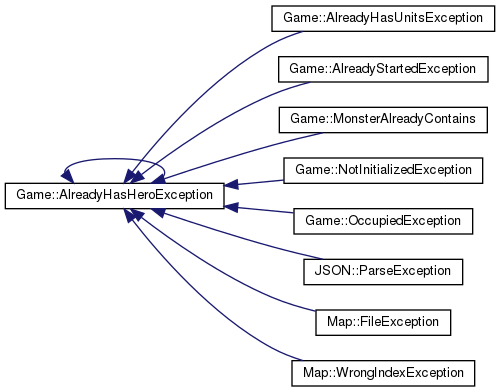 Game::AlreadyHasUnitsException
Game::AlreadyStartedException
Game::MonsterAlreadyContains
Game::NotInitializedException
Game::AlreadyHasHeroException
Game::OccupiedException
JSON::ParseException
Map::FileException
Map::WrongIndexException